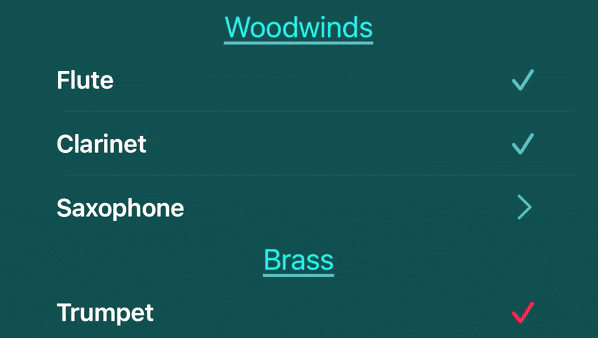 Woodwinds
Flute
Clarinet
Saxophone
Brass
Trumpet